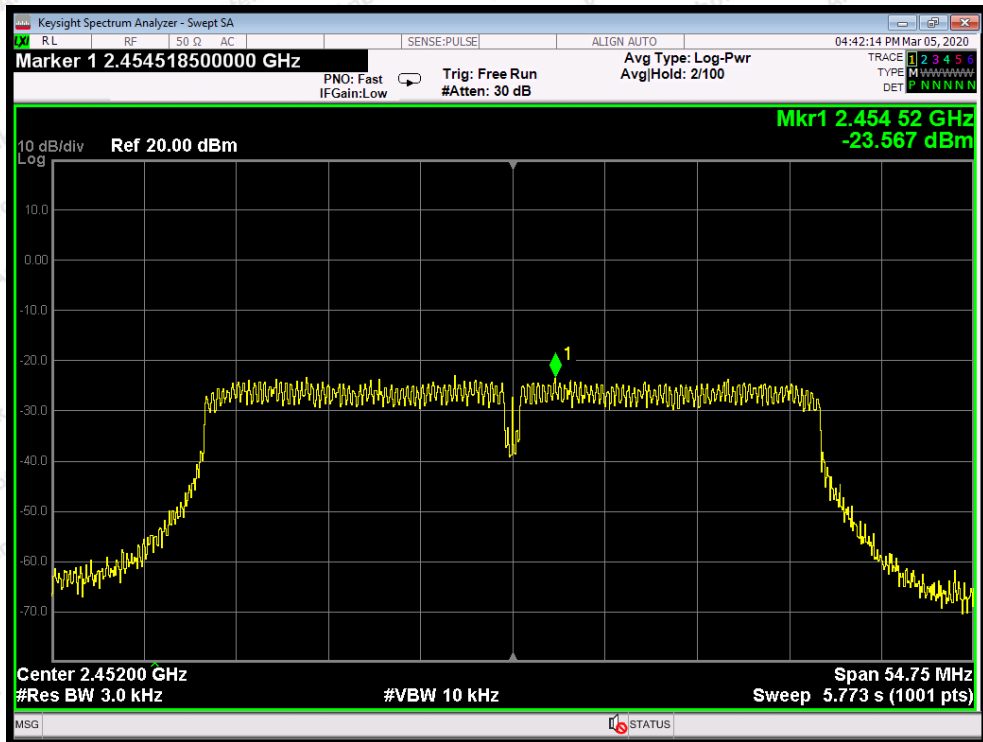 Keysight Spectrum Analyzer - Swept SA
LXI RL RF 50 Ω AC SENSE:PULSE ALIGN AUTO 04:42:14 PM Mar 05, 2020
Marker 1 2.454518500000 GHz
PNO: Fast Trig: Free Run Avg Type: Log-Pwr TRACE 1 2 3 4 5 6
IFGain:Low #Atten: 30 dB Avg|Hold: 2/100 TYPE M WWWWW
DET P N N N N N
Mkr1 2.454 52 GHz
10 dB/div Ref 20.00 dBm -23.567 dBm
Log
10.0
0.00
-10.0
1
-20.0
-30.0
-40.0
-50.0
-60.0
-70.0
Center 2.45200 GHz Span 54.75 MHz
#Res BW 3.0 kHz #VBW 10 kHz Sweep 5.773 s (1001 pts)
MSG STATUS